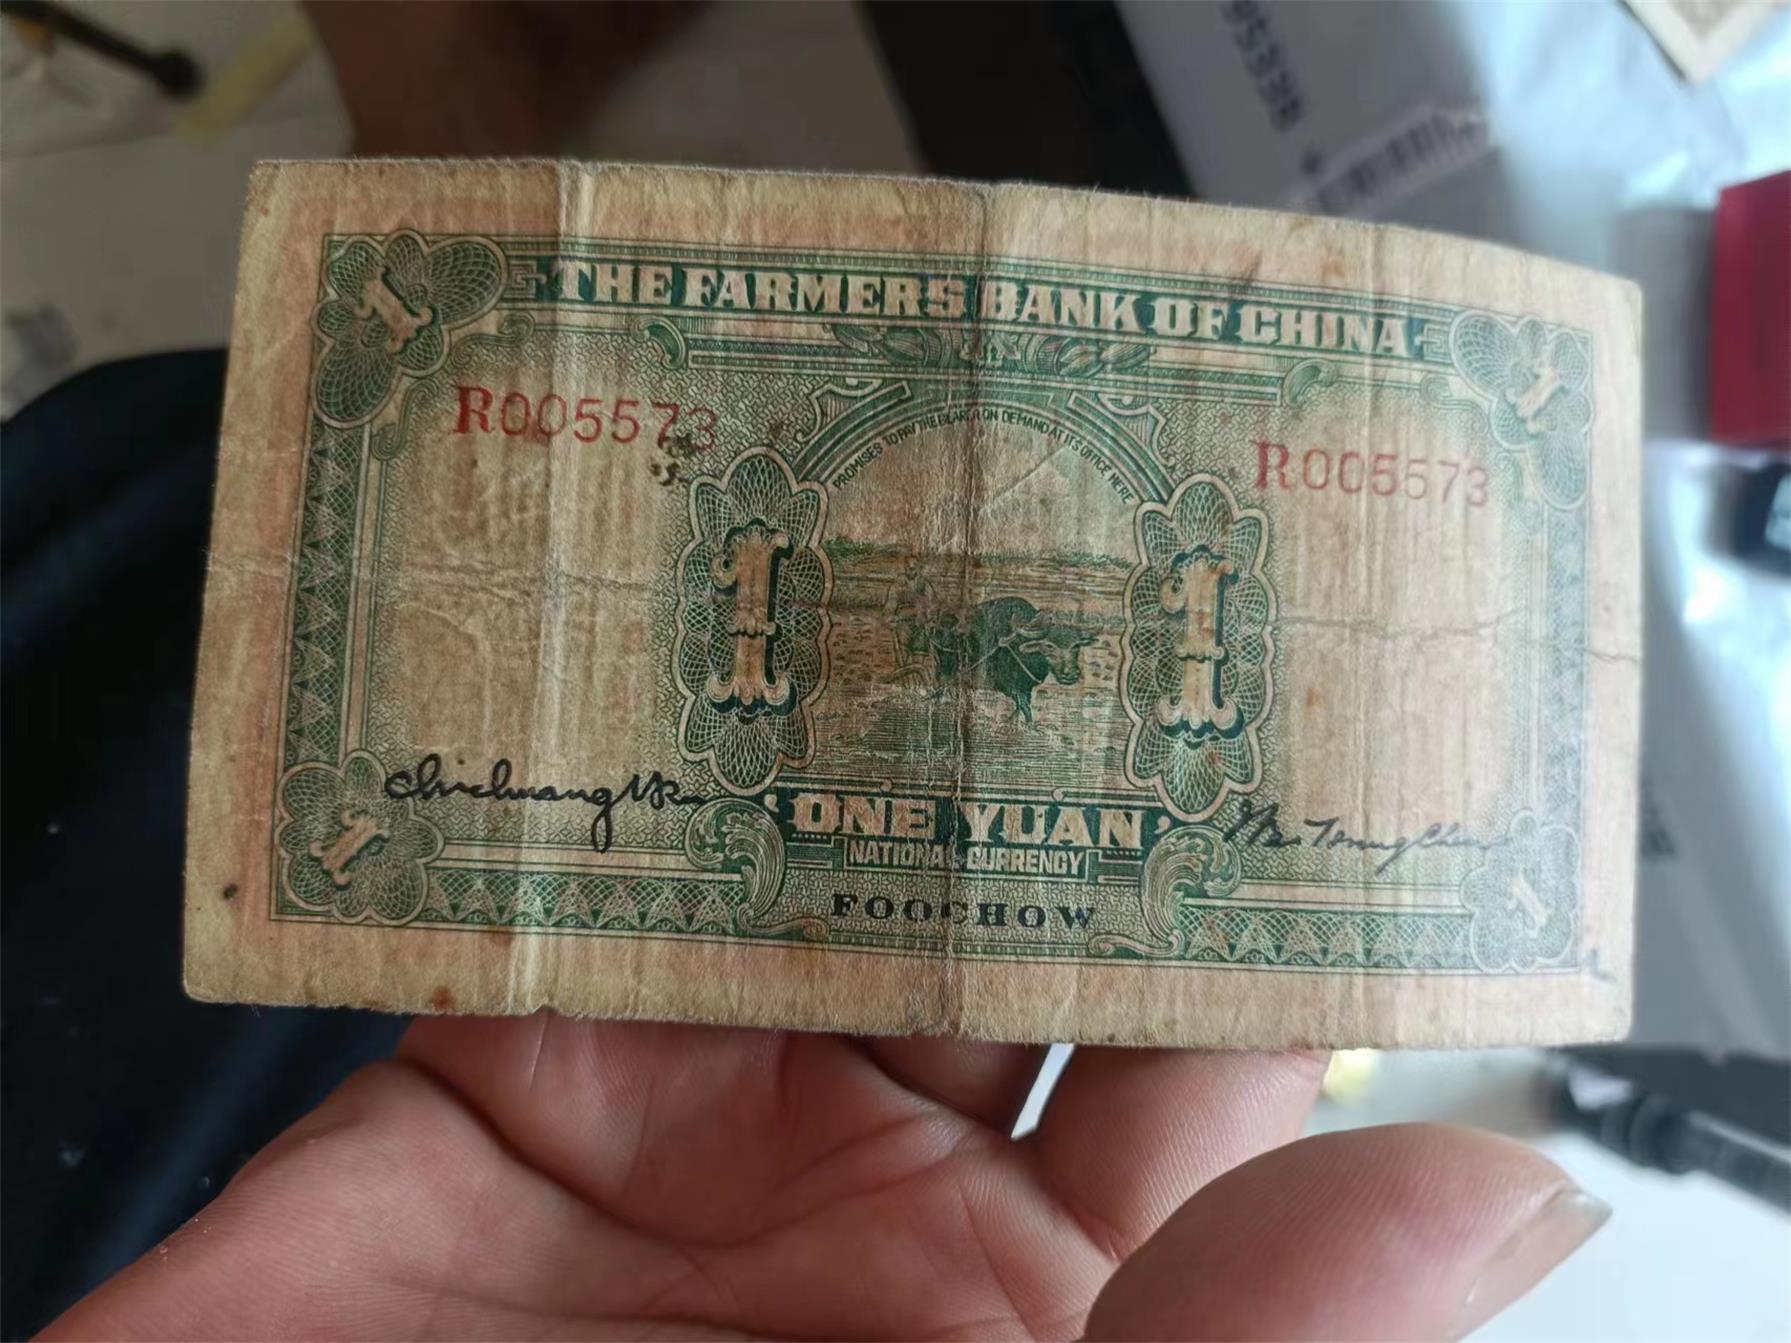 THE FARMERS BANK OF CHINA
R005573
R005573
PROMISES TO PAY THE BEARER ON DEMAND AT ITS OFFICE HERE
1
1
1
1
1
1
ONE YUAN
NATIONAL CURRENCY
FOOCHOW